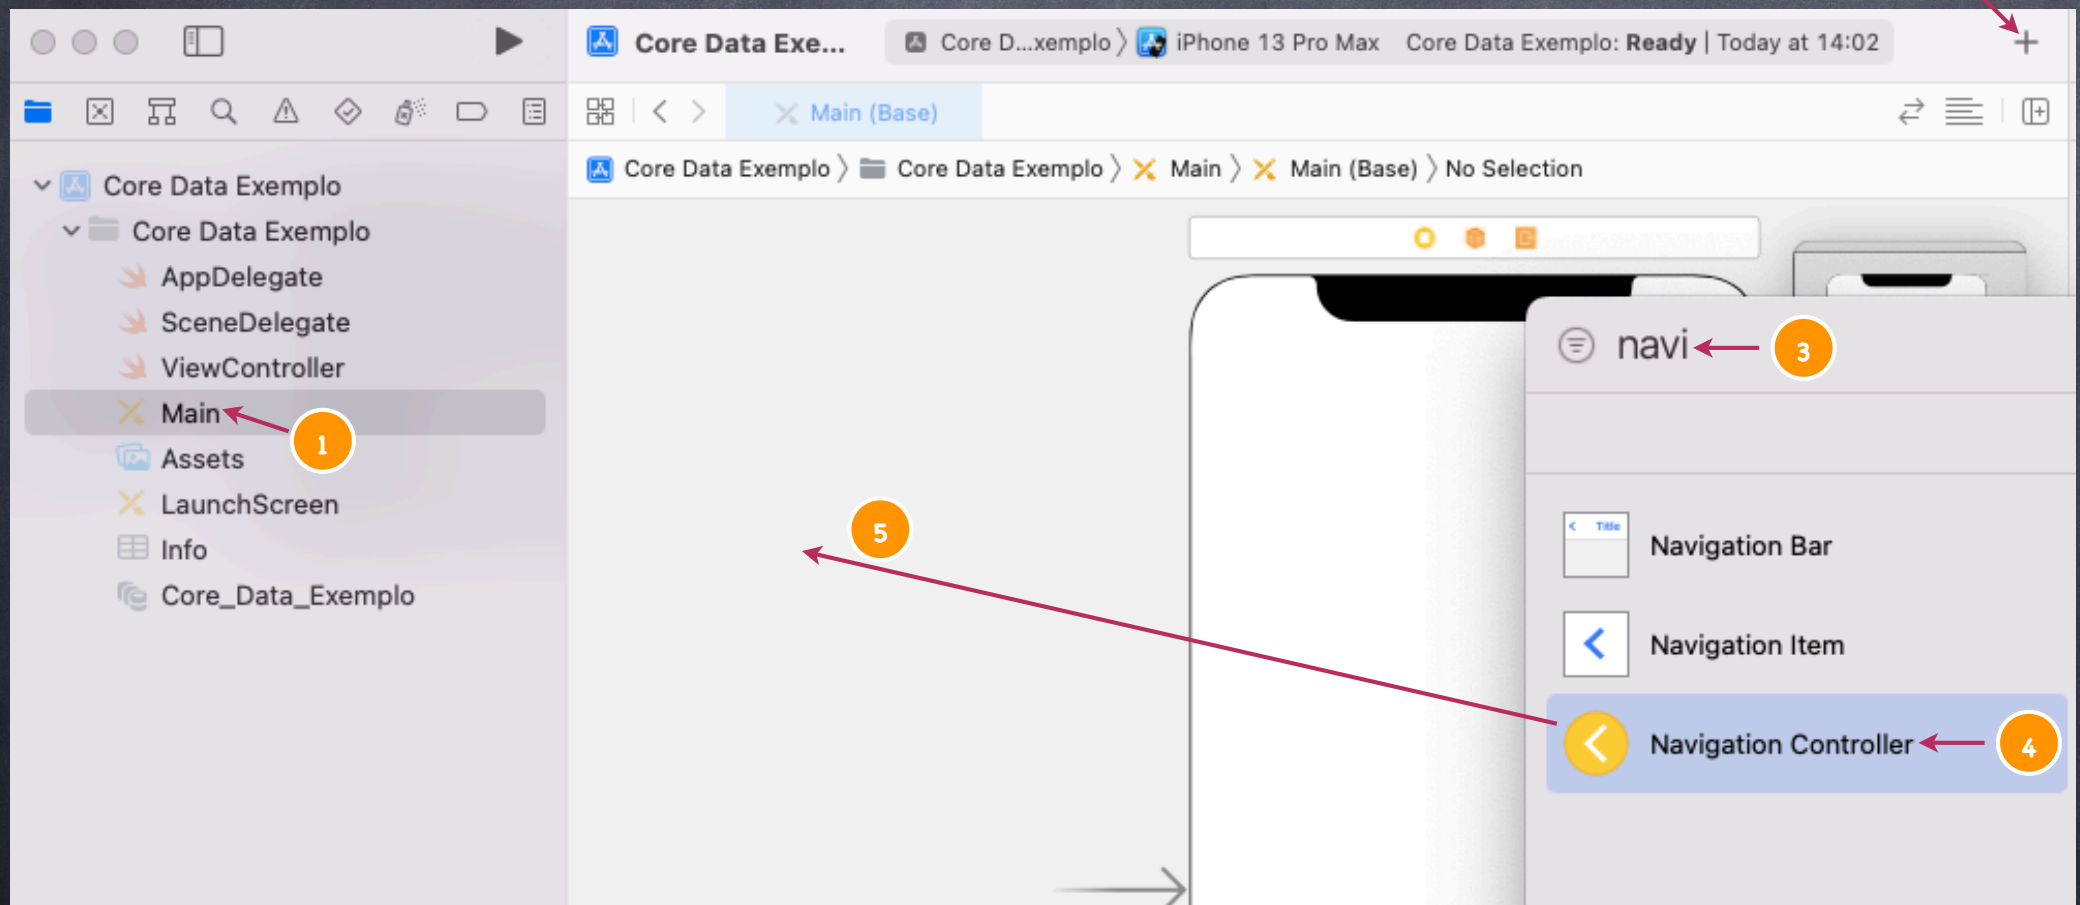 Core Data Exe...
Core D...xemplo
iPhone 13 Pro Max
Core Data Exemplo: Ready | Today at 14:02
Main (Base)
Core Data Exemplo
Core Data Exemplo
Main
Main (Base)
No Selection
Core Data Exemplo
Core Data Exemplo
AppDelegate
SceneDelegate
ViewController
Main
1
Assets
LaunchScreen
Info
Core_Data_Exemplo
navi
3
5
Title
Navigation Bar
Navigation Item
Navigation Controller
4